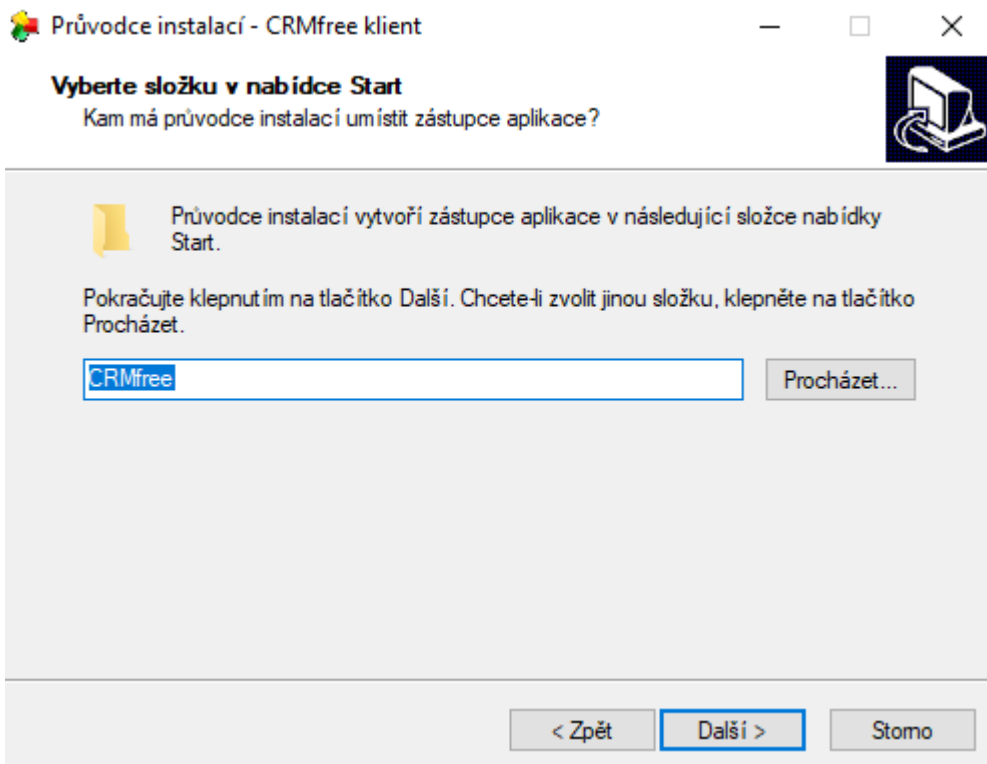 Průvodce instalací - CRMfree klient
Vyberte složku v nabídce Start
Kam má průvodce instalací umístit zástupce aplikace?
Průvodce instalací vytvoří zástupce aplikace v následující složce nabídky
Start.
Pokračujte klepnutím na tlačítko Další. Chcete-li zvolit jinou složku, klepněte na tlačítko
Procházet.
CRMfree
Procházet...
< Zpět
Další >
Storno